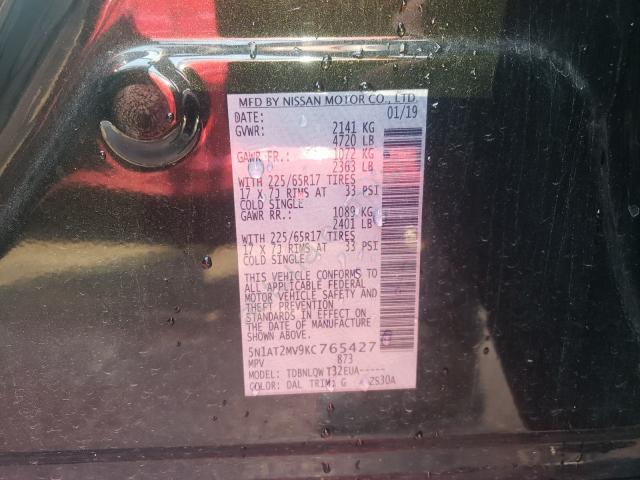 MFD BY NISSAN MOTOR CO., LTD.
DATE: 01/19
GVWR: 2141 KG
4720 LB
GAWR FR.: 1072 KG
2363 LB
WITH 225/65R17 TIRES
17 X 7J RIMS AT 33 PSI
COLD SINGLE
GAWR RR.: 1089 KG
2401 LB
WITH 225/65R17 TIRES
17 X 7J RIMS AT 33 PSI
COLD SINGLE
THIS VEHICLE CONFORMS TO
ALL APPLICABLE FEDERAL
MOTOR VEHICLE SAFETY AND
THEFT PREVENTION
STANDARDS IN EFFECT ON
THE DATE OF MANUFACTURE
SHOWN ABOVE.
5N1AT2MV9KC765427
MPV 873
MODEL: TDBNLQW T32EUA-----
COLOR: DAL TRIM: G ZS30A